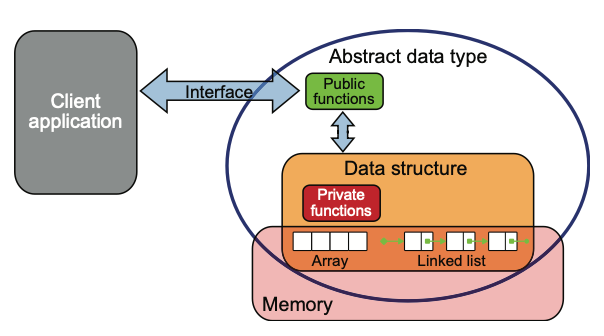 Abstract data type
Client
application
Interface
Public
functions
Data structure
Private
functions
Array
Linked list
Memory